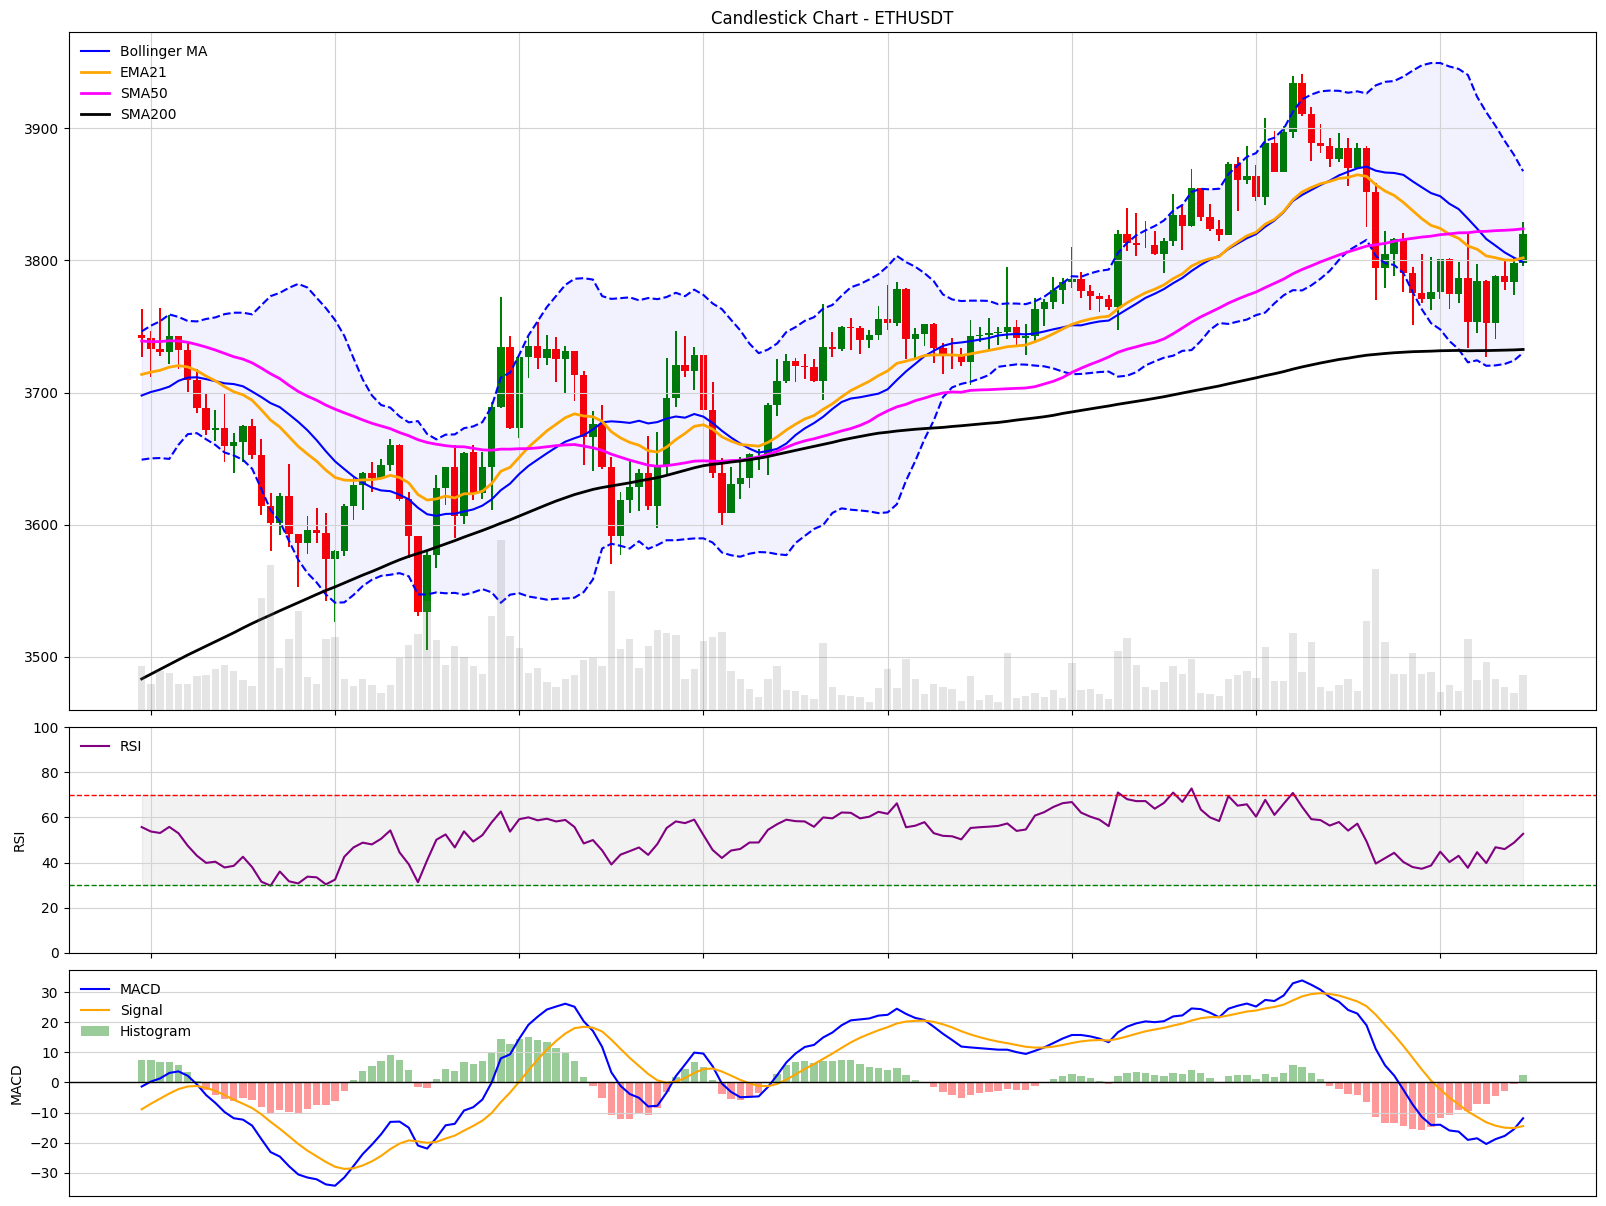 Candlestick Chart - ETHUSDT
Bollinger MA
EMA21
SMA50
SMA200
3900
3800
3700
3600
3500
100
80
60
40
20
0
RSI
RSI
30
20
10
0
−10
−20
−30
MACD
MACD
Signal
Histogram